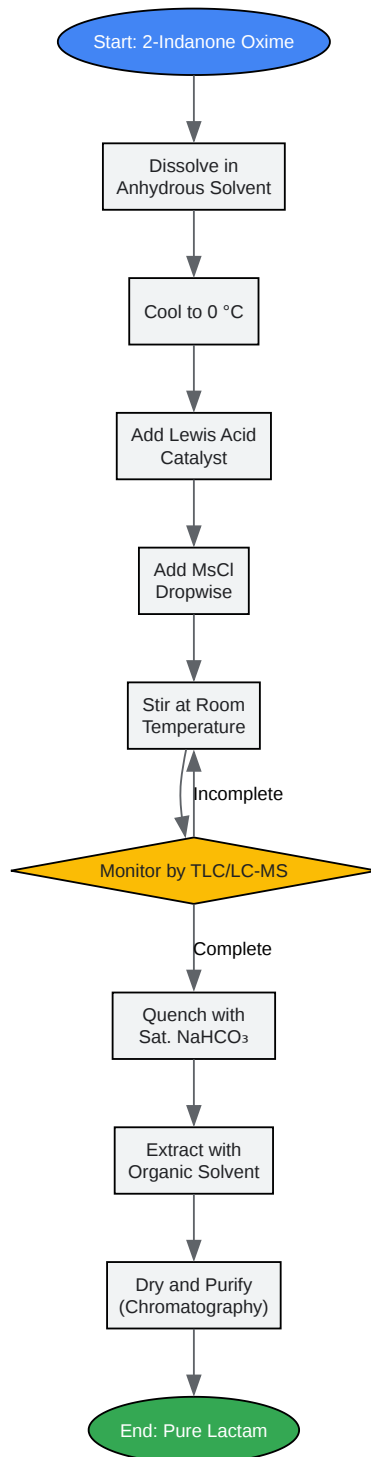 Start: 2-Indanone Oxime
Dissolve in
Anhydrous Solvent
Cool to 0 °C
Add Lewis Acid
Catalyst
Add MsCl
Dropwise
Stir at Room
Temperature
Incomplete
Monitor by TLC/LC-MS
Complete
Quench with
Sat. NaHCO₃
Extract with
Organic Solvent
Dry and Purify
(Chromatography)
End: Pure Lactam